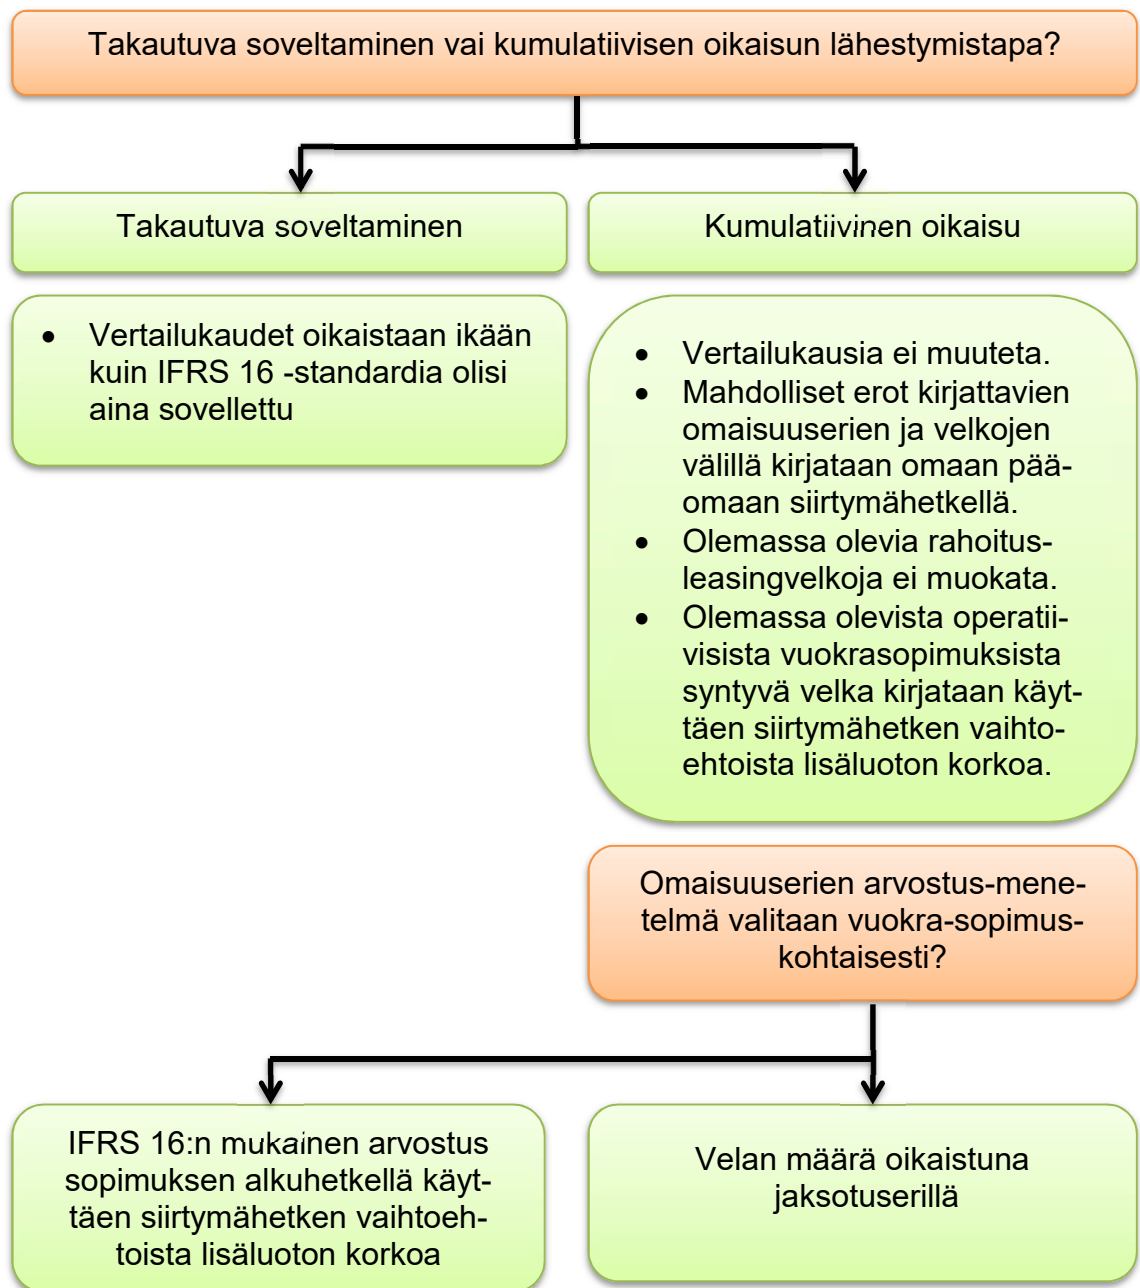 Takautuva soveltaminen vai kumulatiivisen oikaisun lähestymistapa?
Takautuva soveltaminen
Kumulatiivinen oikaisu
• Vertailukaudet oikaistaan ikään
kuin IFRS 16 -standardia olisi
aina sovellettu
• Vertailukausia ei muuteta.
• Mahdolliset erot kirjattavien
omaisuuserien ja velkojen
välillä kirjataan omaan pää-
omaan siirtymähetkellä.
• Olemassa olevia rahoitus-
leasingvelkoja ei muokata.
• Olemassa olevista operatii-
visista vuokrasopimuksista
syntyvä velka kirjataan käyt-
täen siirtymähetken vaihto-
ehtoista lisäluoton korkoa.
Omaisuuserien arvostus-mene-
telmä valitaan vuokra-sopimus-
kohtaisesti?
IFRS 16:n mukainen arvostus
sopimuksen alkuhetkellä käyt-
täen siirtymähetken vaihtoeh-
toista lisäluoton korkoa
Velan määrä oikaistuna
jaksotuserillä